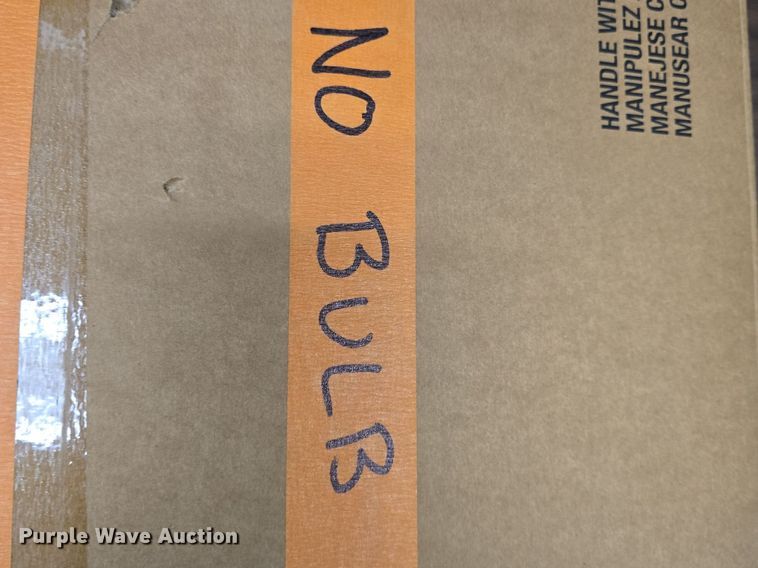 NO BULB
HANDLE WIT
MANIPULEZ
MANEJESE C
MANUSEAR C
Purple Wave Auction